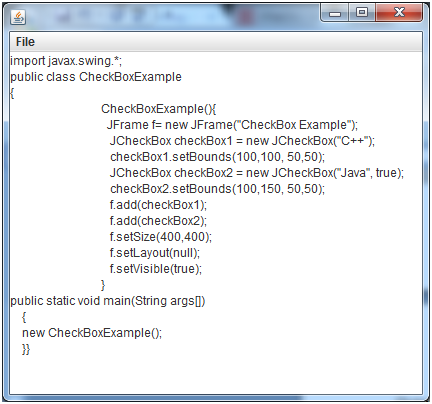 File
import javax.swing.*;
public class CheckBoxExample
{
CheckBoxExample(){
JFrame f= new JFrame("CheckBox Example");
JCheckBox checkBox1 = new JCheckBox("C++");
checkBox1.setBounds(100,100, 50,50);
JCheckBox checkBox2 = new JCheckBox("Java", true);
checkBox2.setBounds(100,150, 50,50);
f.add(checkBox1);
f.add(checkBox2);
f.setSize(400,400);
f.setLayout(null);
f.setVisible(true);
}
public static void main(String args[])
{
new CheckBoxExample();
}}